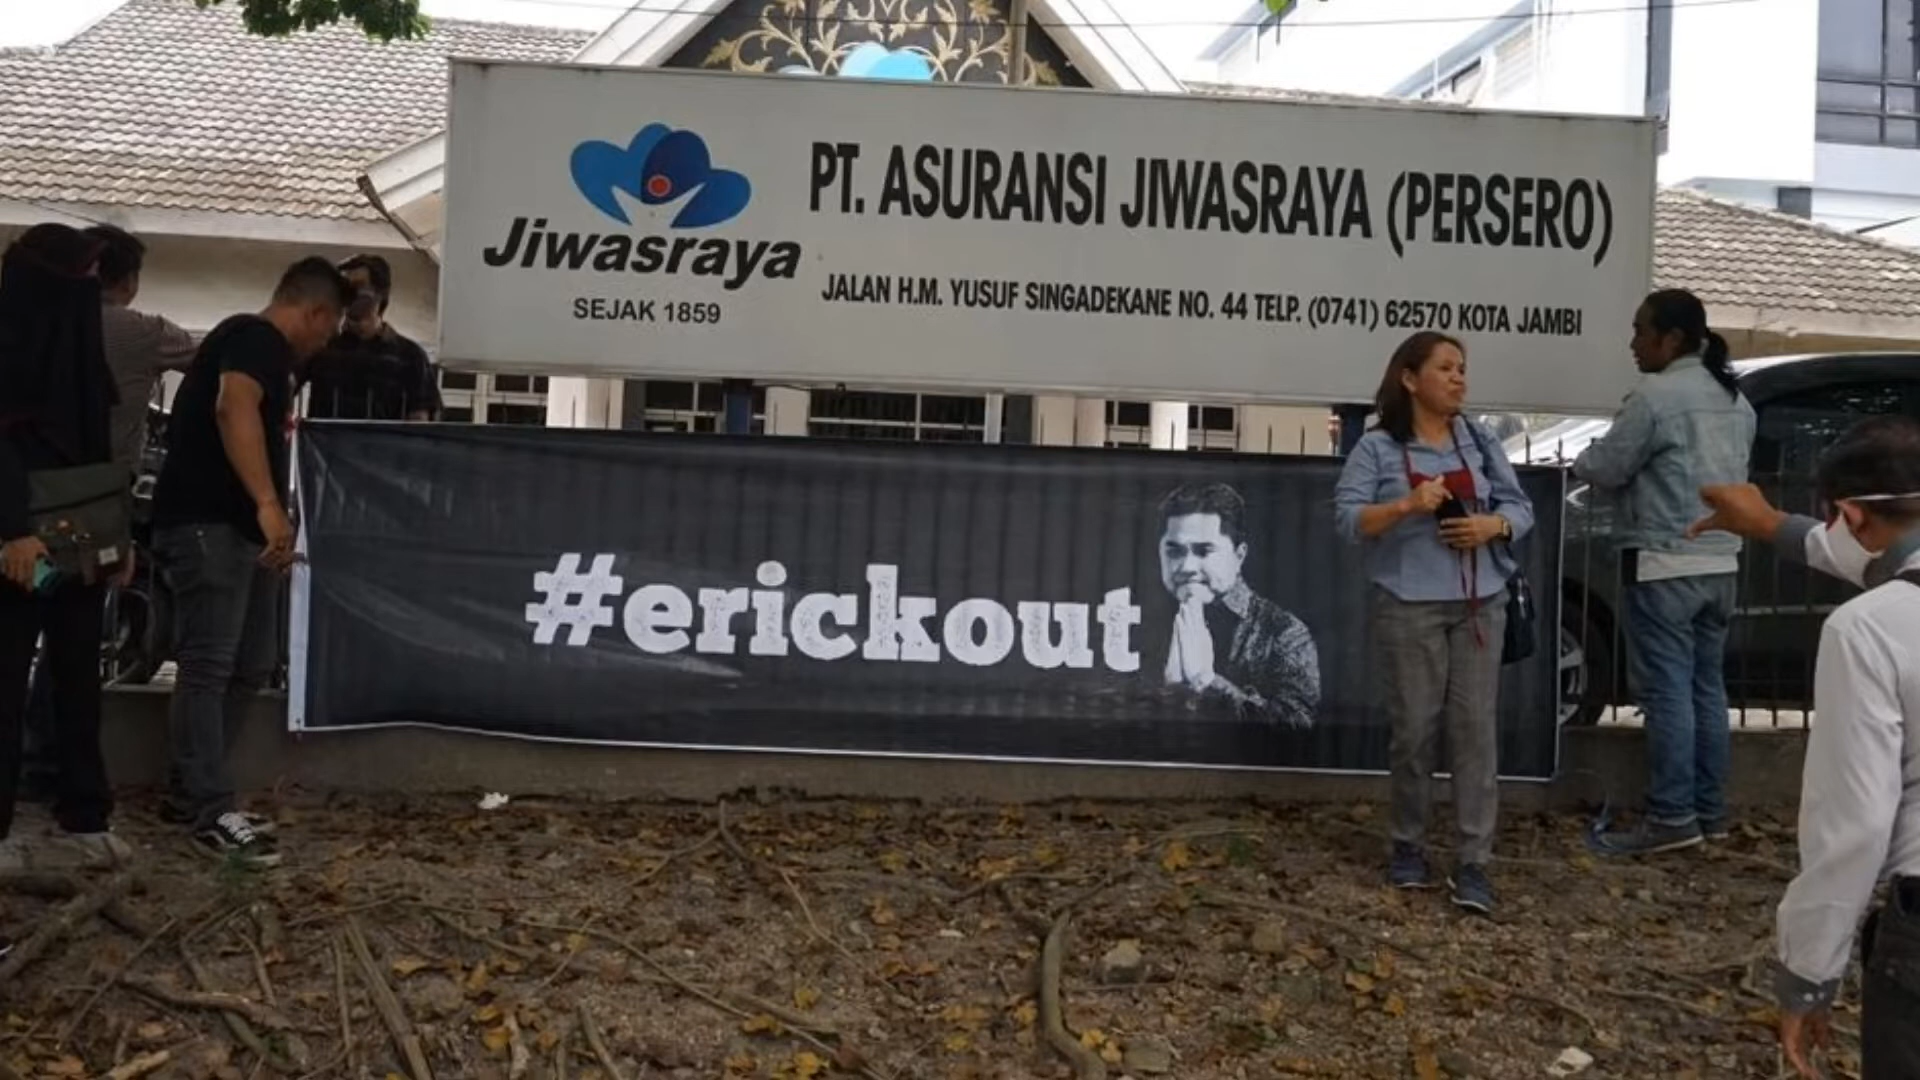 Jiwasraya
SEJAK 1859
PT. ASURANSI JIWASRAYA (PERSERO)
JALAN H.M. YUSUF SINGADEKANE NO. 44 TELP. (0741) 62570 KOTA JAMBI
#erickout